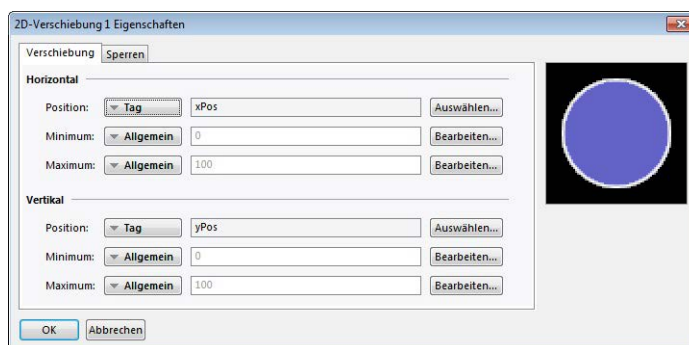 2D-Verschiebung 1 Eigenschaften
Verschiebung Sperren
Horizontal
Position: Tag xPos Auswählen...
Minimum: Allgemein 0 Bearbeiten...
Maximum: Allgemein 100 Bearbeiten...
Vertikal
Position: Tag yPos Auswählen...
Minimum: Allgemein 0 Bearbeiten...
Maximum: Allgemein 100 Bearbeiten...
OK Abbrechen